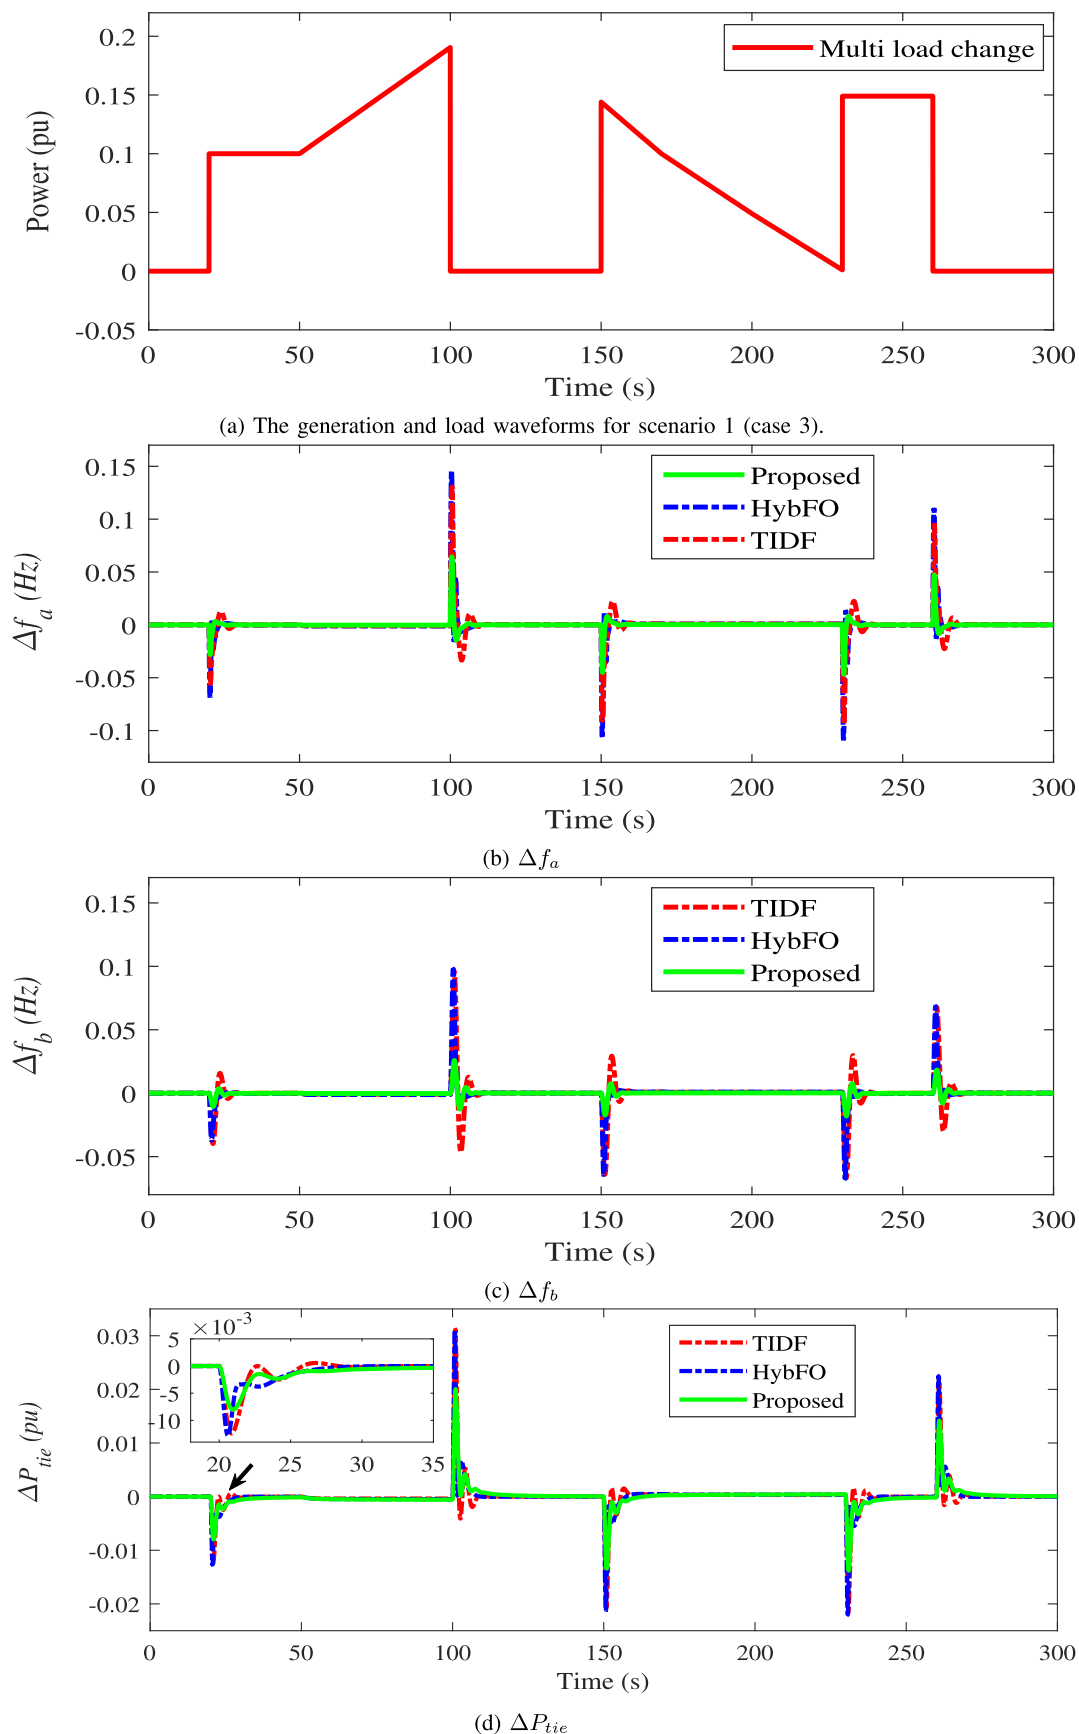 0.2
0.15
0.1
0.05
0
-0.05
Power (pu)
Multi load change
0 50 100 150 200 250 300
Time (s)
(a) The generation and load waveforms for scenario 1 (case 3).
0.15
0.1
0.05
0
-0.05
-0.1
Δf_a (Hz)
Proposed
HybFO
TIDF
0 50 100 150 200 250 300
Time (s)
(b) Δf_a
0.15
0.1
0.05
0
-0.05
Δf_b (Hz)
TIDF
HybFO
Proposed
0 50 100 150 200 250 300
Time (s)
(c) Δf_b
0.03
0.02
0.01
0
-0.01
-0.02
ΔP_tie (pu)
×10^-3
5
0
-5
-10
20 25 30 35
TIDF
HybFO
Proposed
0 50 100 150 200 250 300
Time (s)
(d) ΔP_tie